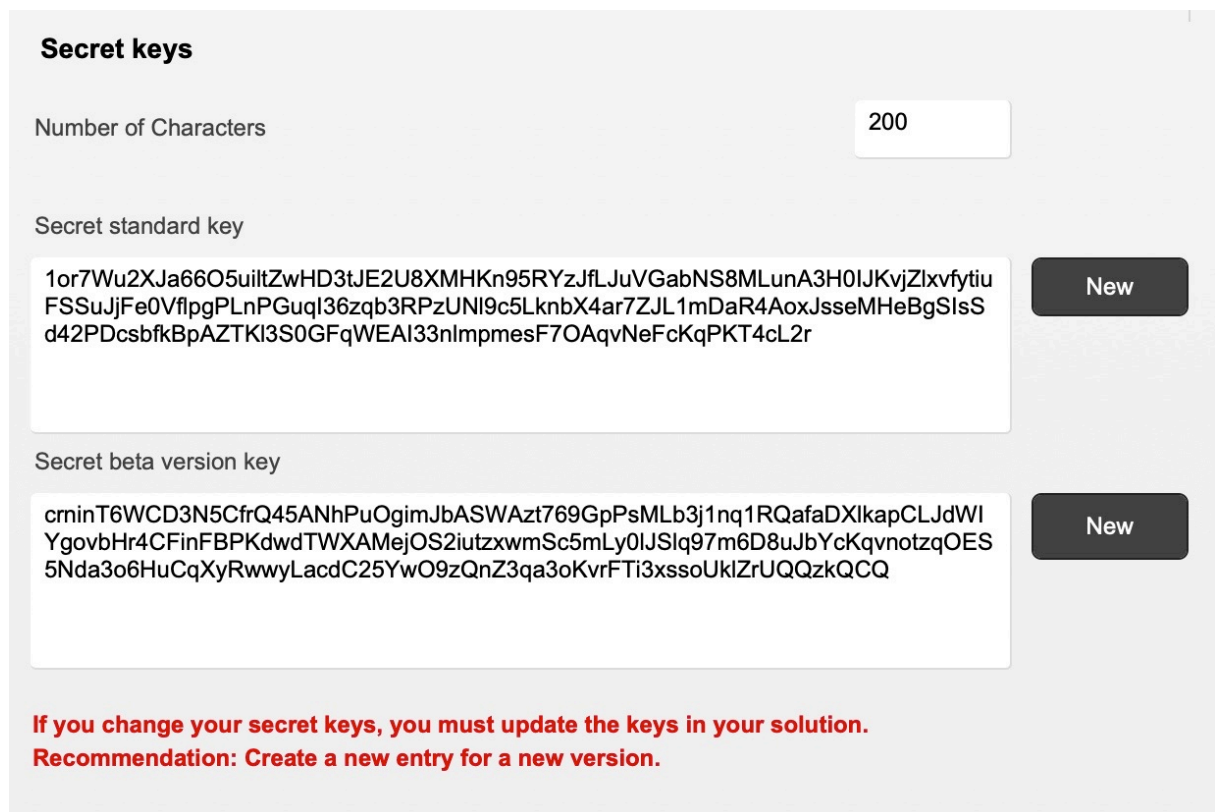 Secret keys
Number of Characters
200
Secret standard key
1or7Wu2XJa66O5uiltZwHD3tJE2U8XMHKn95RYzJfLJuVGabNS8MLunA3H0IJKvjZlxvfytiu
FSSuJjFe0VflpgPLnPGuqI36zqb3RPzUNl9c5LknbX4ar7ZJL1mDaR4AoxJsseMHeBgSIsS
d42PDcsbfkBpAZTKl3S0GFqWEAI33nlmpmesF7OAqvNeFcKqPKT4cL2r
New
Secret beta version key
crninT6WCD3N5CfrQ45ANhPuOgimJbASWAzt769GpPsMLb3j1nq1RQafaDXlkapCLJdWI
YgovbHr4CFinFBPKdwdTWXAMejOS2iutzxwmSc5mLy0lJSlq97m6D8uJbYcKqvnotzqOES
5Nda3o6HuCqXyRwwyLacdC25YwO9zQnZ3qa3oKvrFTi3xssoUklZrUQQzkQCQ
New
If you change your secret keys, you must update the keys in your solution.
Recommendation: Create a new entry for a new version.